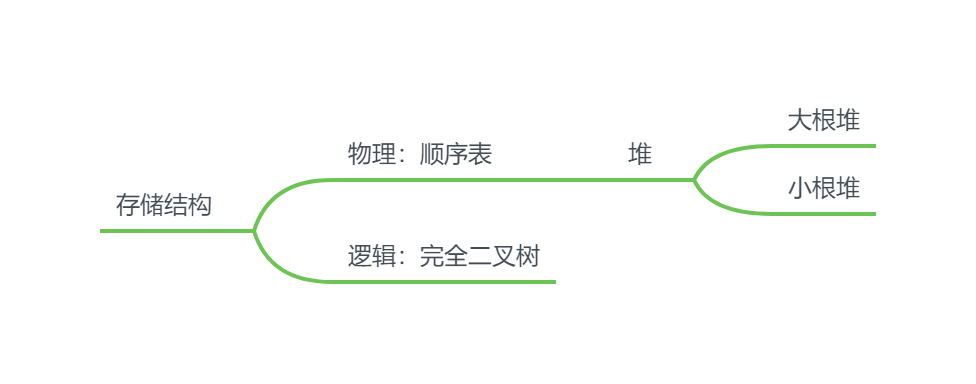 存储结构
物理：顺序表
堆
大根堆
小根堆
逻辑：完全二叉树